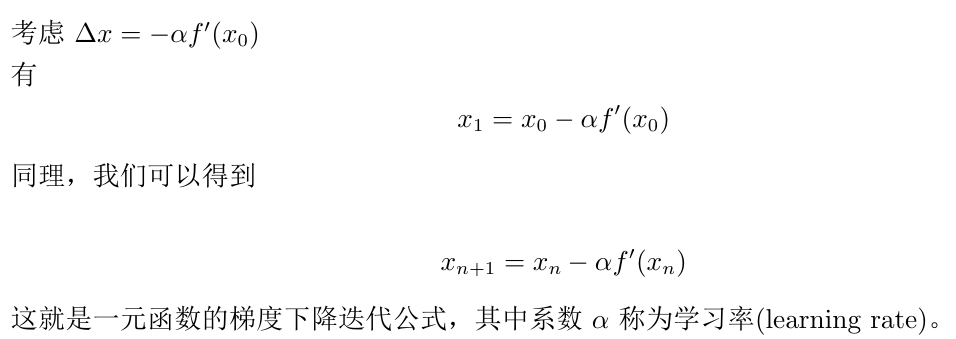 考虑 Δx = −αf′(x₀)
有
x₁ = x₀ − αf′(x₀)
同理，我们可以得到
xₙ₊₁ = xₙ − αf′(xₙ)
这就是一元函数的梯度下降迭代公式，其中系数 α 称为学习率(learning rate)。